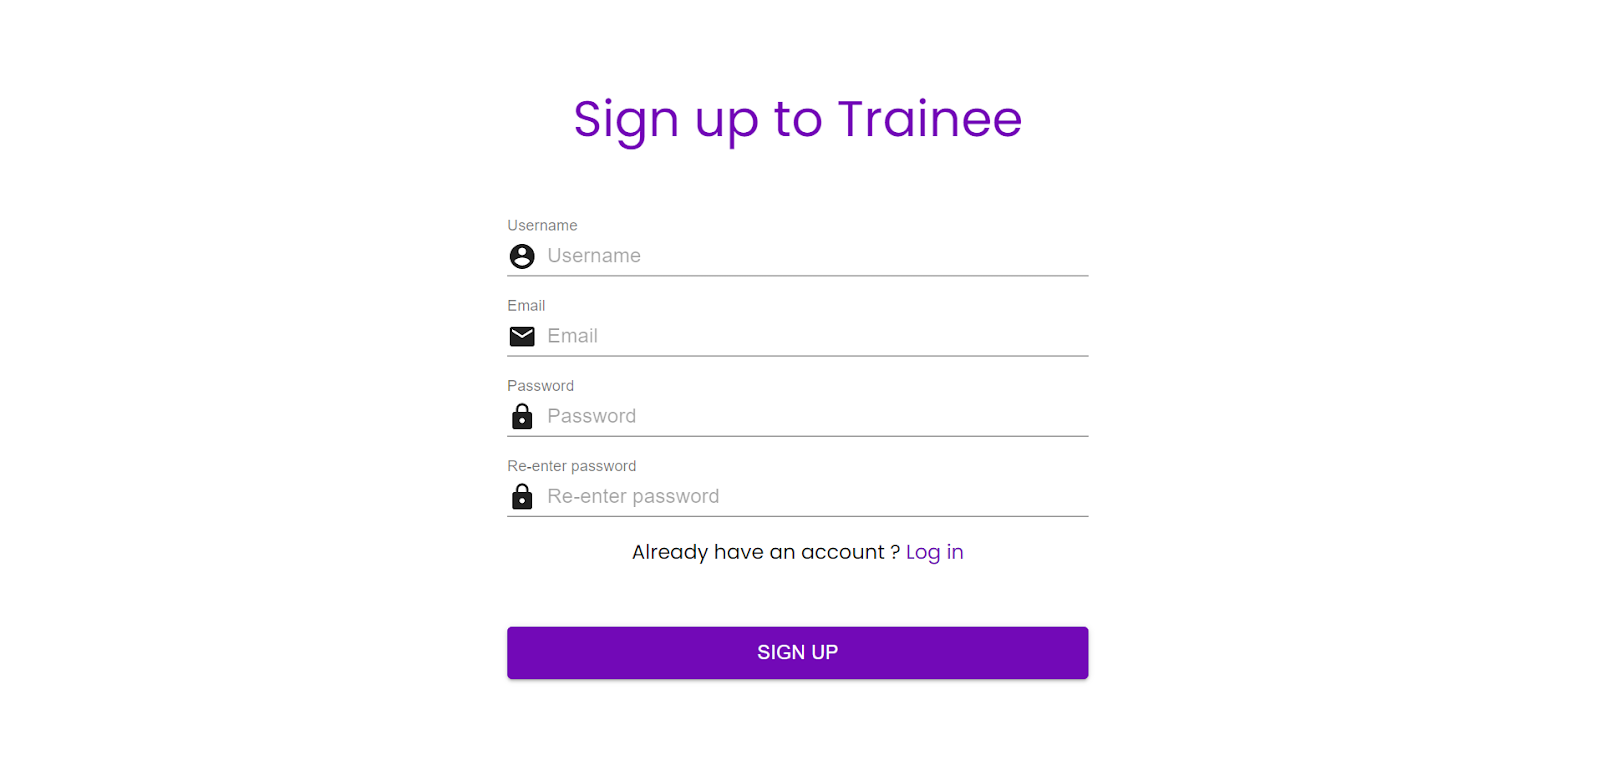 Sign up to Trainee
Username
Username
Email
Email
Password
Password
Re-enter password
Re-enter password
Already have an account ? Log in
SIGN UP